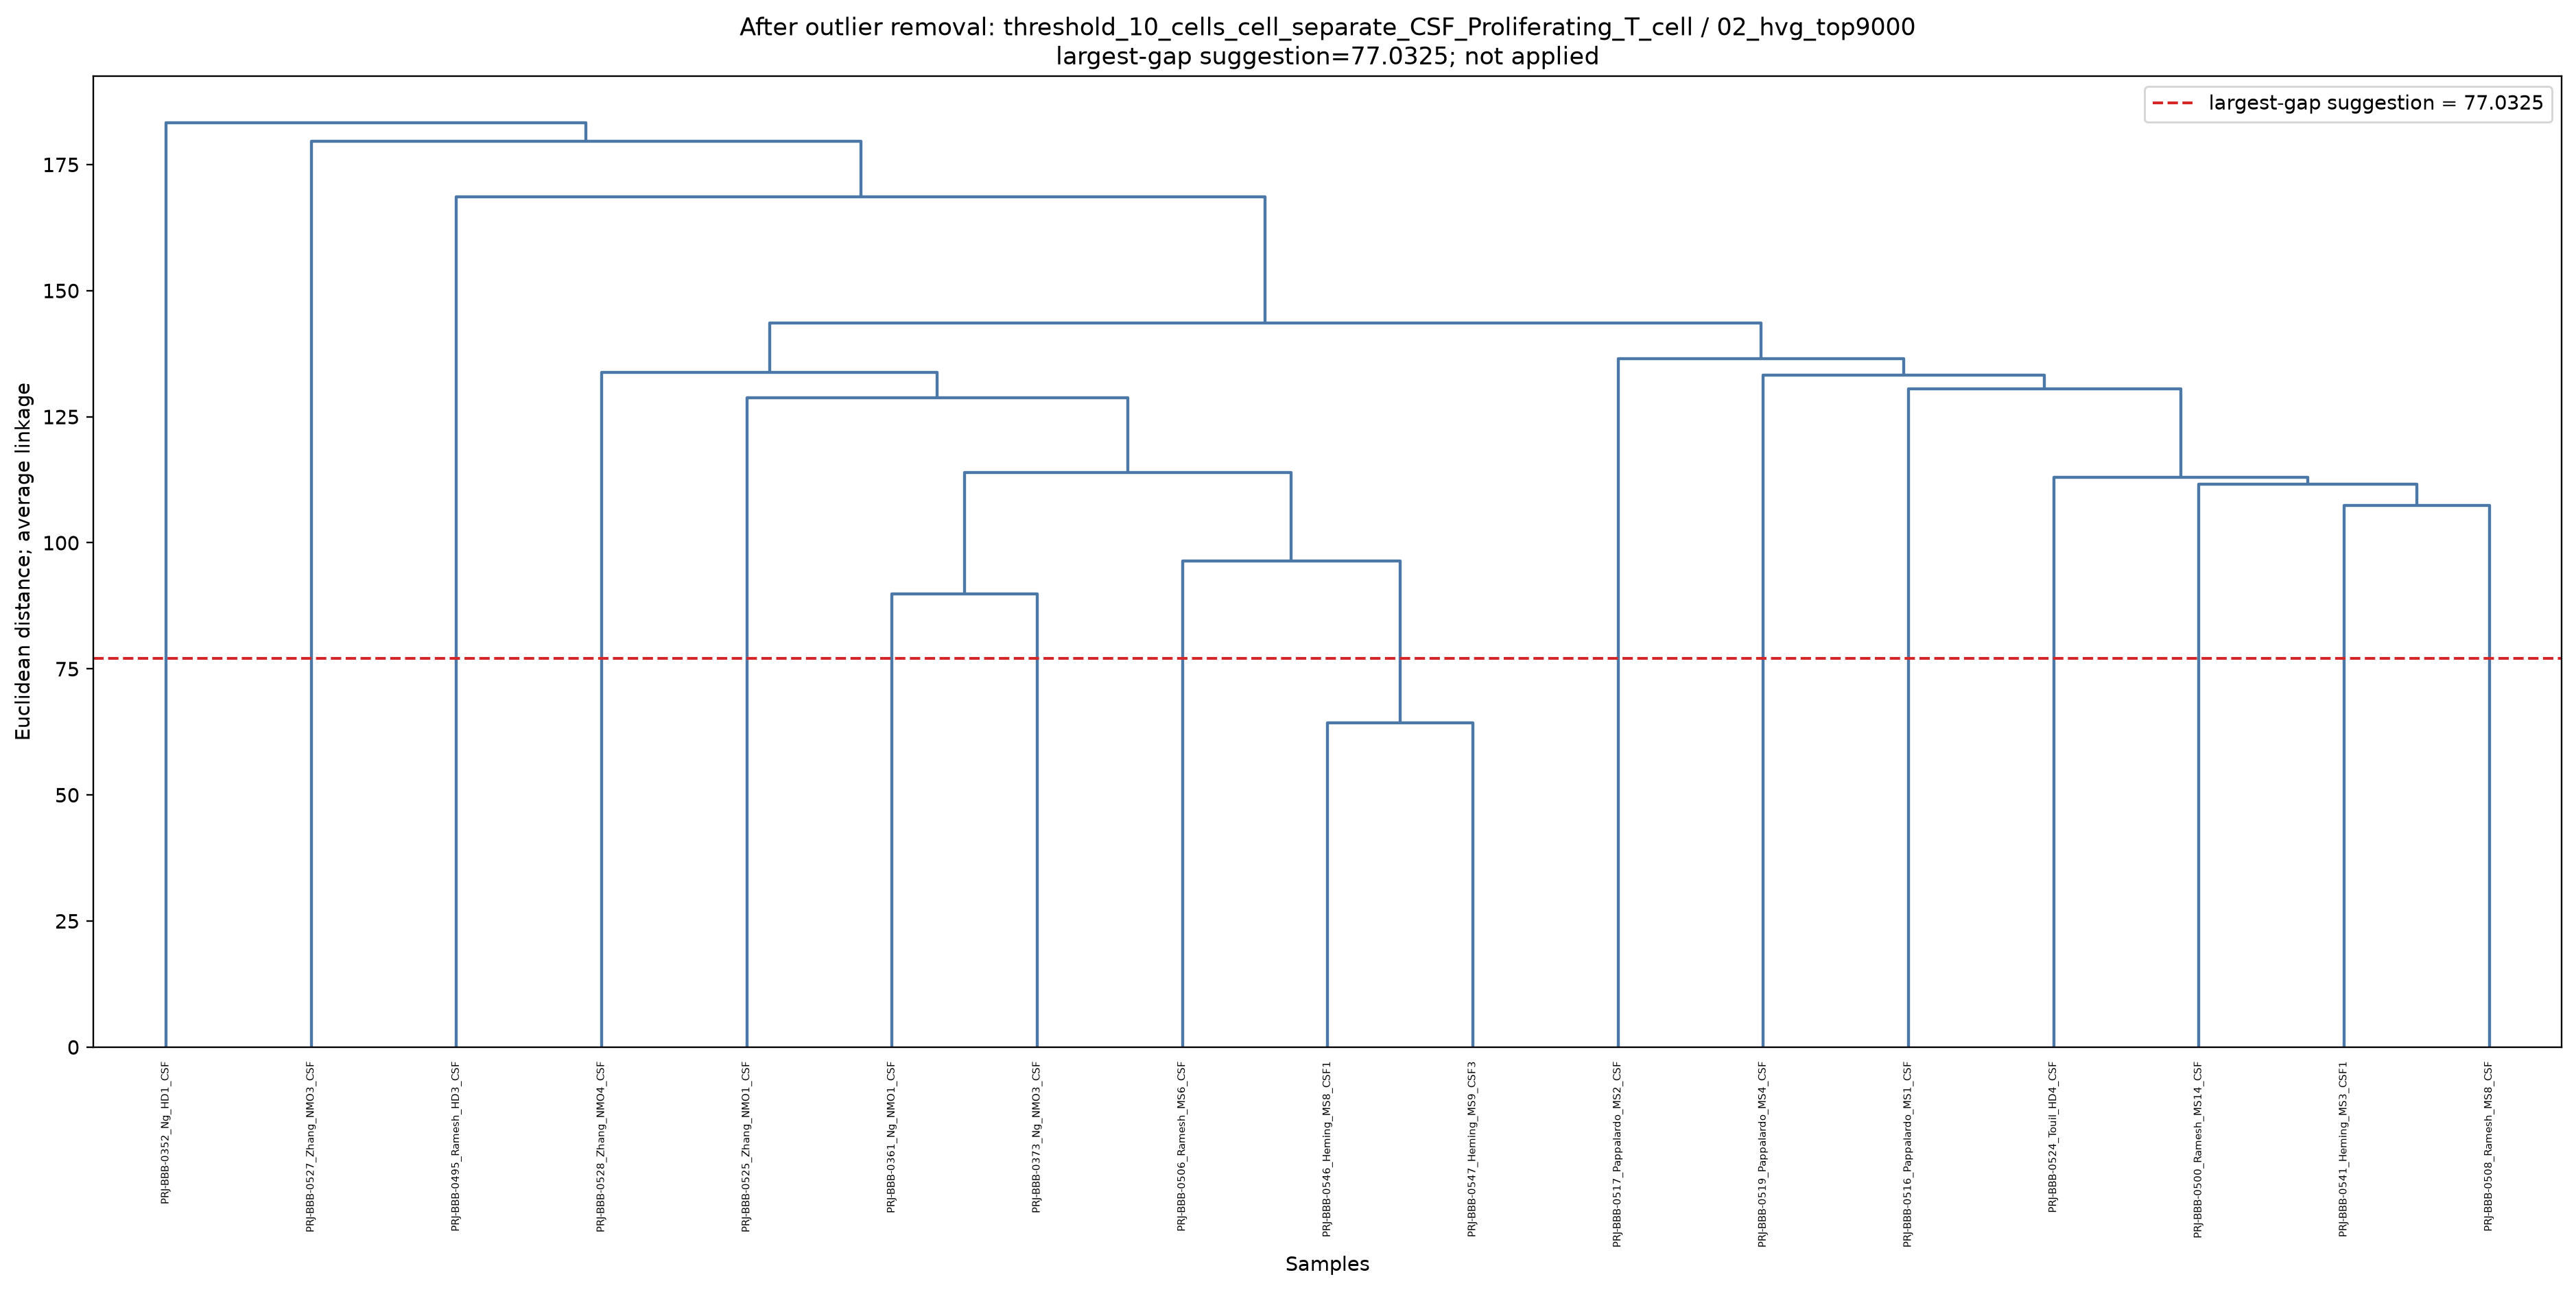 After outlier removal: threshold_10_cells_cell_separate_CSF_Proliferating_T_cell / 02_hvg_top9000
largest-gap suggestion=77.0325; not applied
largest-gap suggestion = 77.0325
Euclidean distance; average linkage
175
150
125
100
75
50
25
0
PRJ-BBB-0352_Ng_HD1_CSF
PRJ-BBB-0527_Zhang_NMO3_CSF
PRJ-BBB-0495_Ramesh_HD3_CSF
PRJ-BBB-0528_Zhang_NMO4_CSF
PRJ-BBB-0525_Zhang_NMO1_CSF
PRJ-BBB-0361_Ng_NMO1_CSF
PRJ-BBB-0373_Ng_NMO3_CSF
PRJ-BBB-0506_Ramesh_MS6_CSF
PRJ-BBB-0546_Heming_MS8_CSF1
PRJ-BBB-0547_Heming_MS9_CSF3
PRJ-BBB-0517_Pappalardo_MS2_CSF
PRJ-BBB-0519_Pappalardo_MS4_CSF
PRJ-BBB-0516_Pappalardo_MS1_CSF
PRJ-BBB-0524_Touil_HD4_CSF
PRJ-BBB-0500_Ramesh_MS14_CSF
PRJ-BBB-0541_Heming_MS3_CSF1
PRJ-BBB-0508_Ramesh_MS8_CSF
Samples